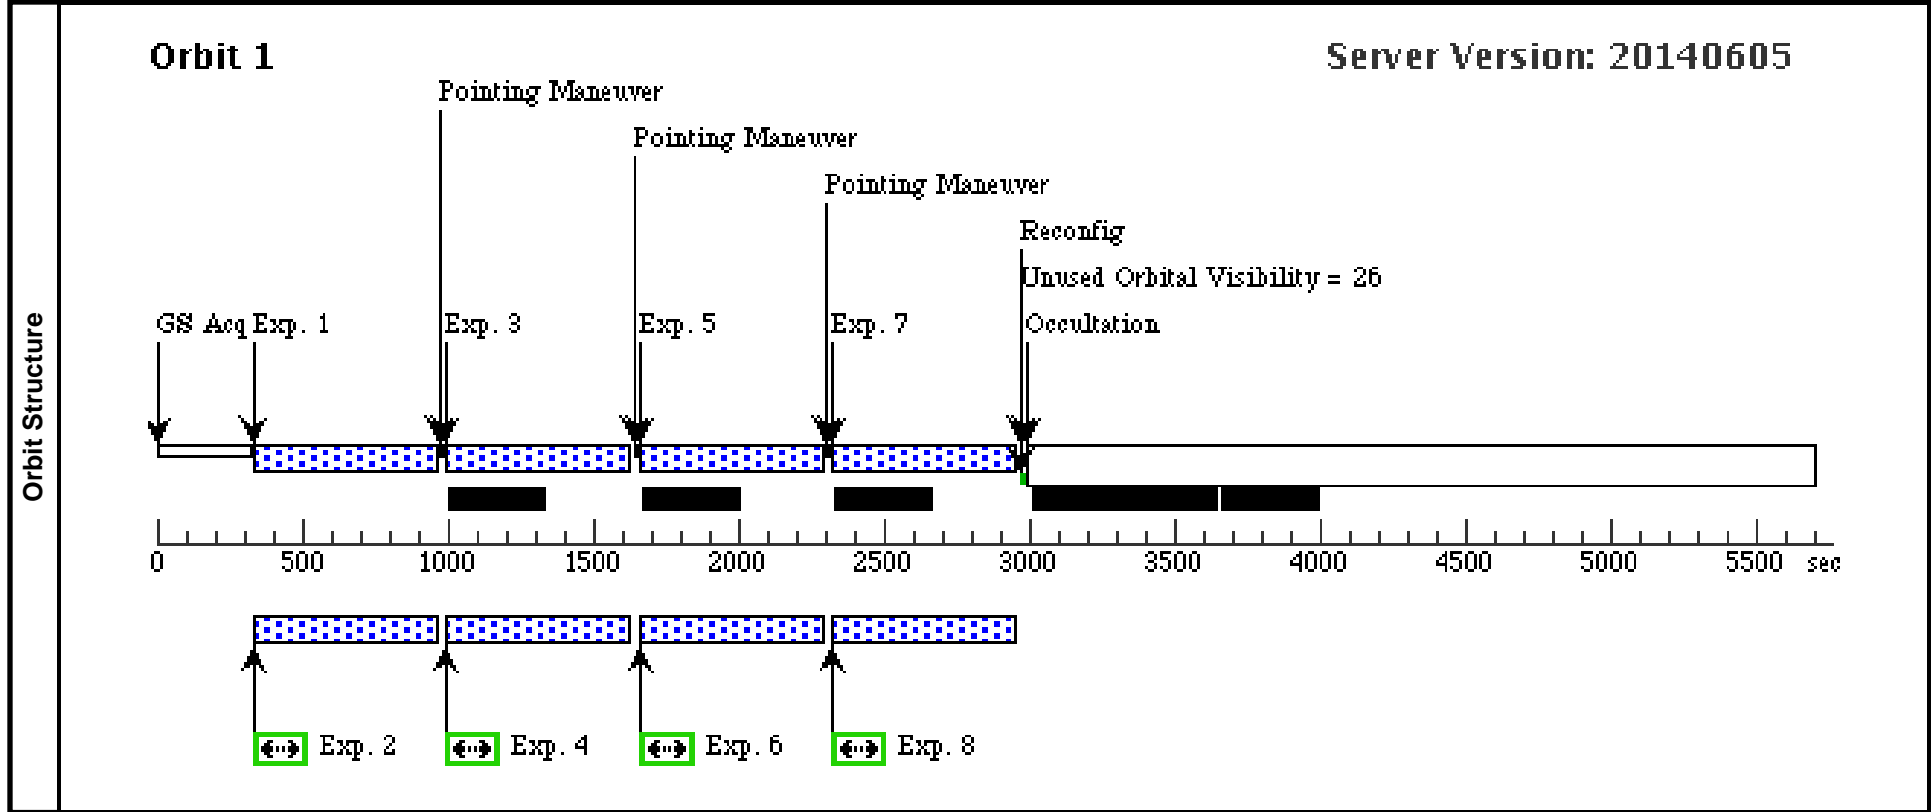 Orbit 1
Server Version: 20140605
Pointing Maneuver
Pointing Maneuver
Pointing Maneuver
Reconfig
Unused Orbital Visibility = 26
GS Acq Exp. 1 Exp. 3 Exp. 5 Exp. 7 Occultation
Orbit Structure
0 500 1000 1500 2000 2500 3000 3500 4000 4500 5000 5500 sec
Exp. 2 Exp. 4 Exp. 6 Exp. 8